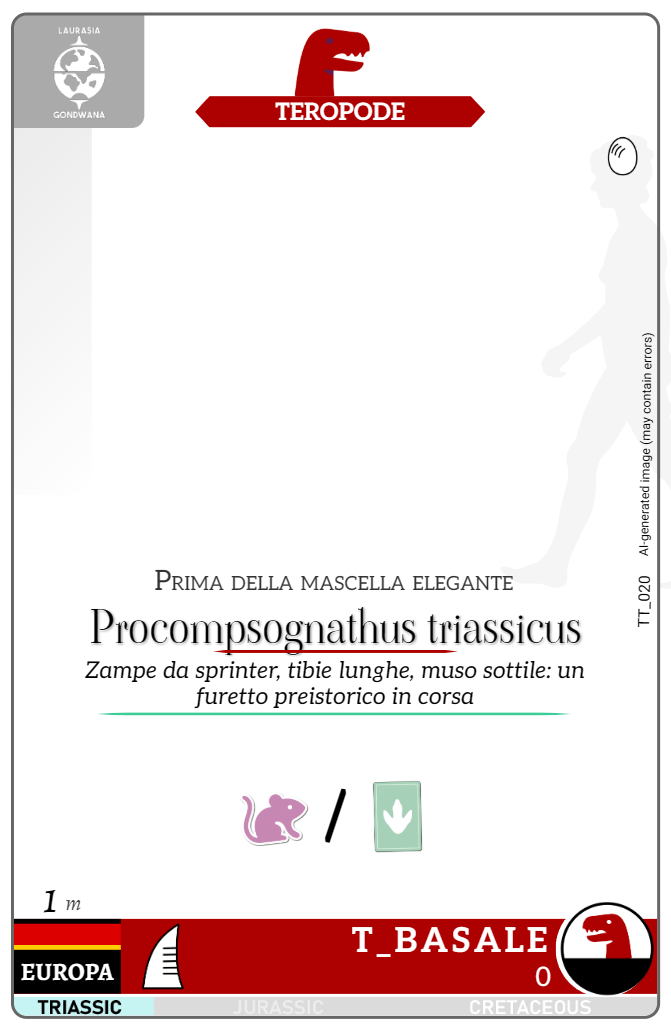 LAURASIA
GONDWANA
TEROPODE
AI-generated image (may contain errors)
TT_020
Prima della mascella elegante
Procompsognathus triassicus
Zampe da sprinter, tibie lunghe, muso sottile: un
furetto preistorico in corsa
/
1 m
T_BASALE
EUROPA
0
TRIASSIC
JURASSIC
CRETACEOUS